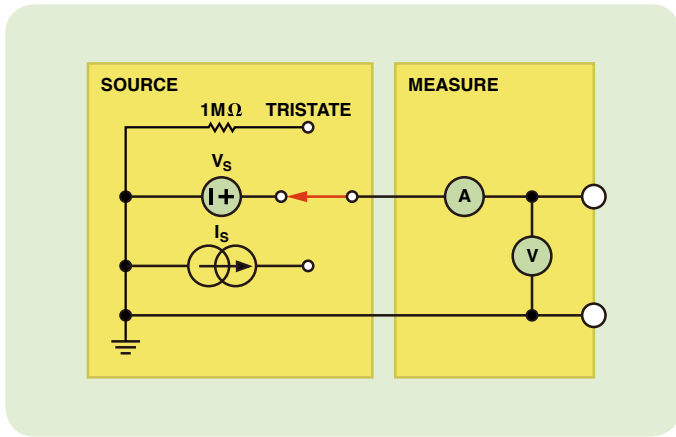 SOURCE
MEASURE
1MΩ TRISTATE
VS
A
IS
V